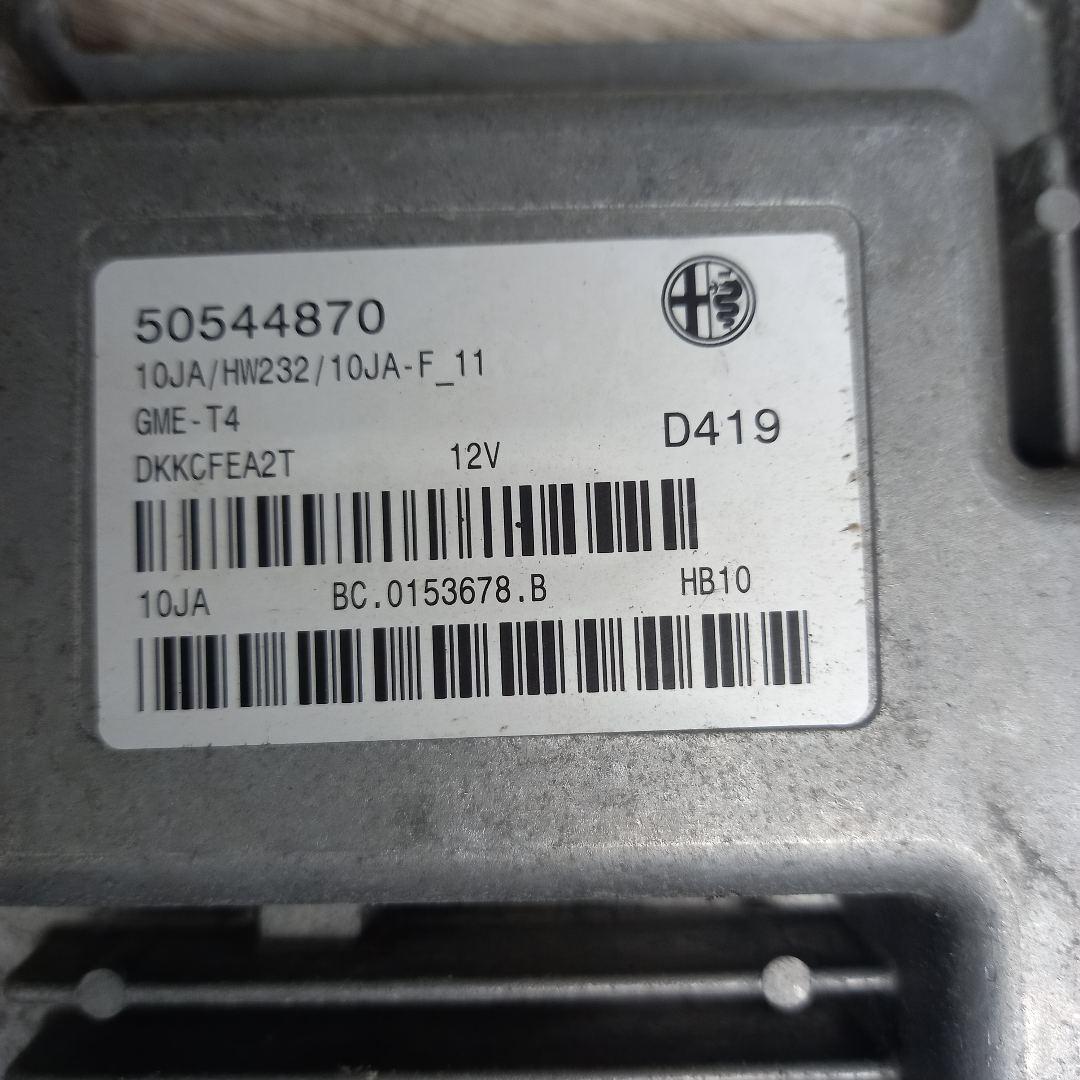 50544870
10JA/HW232/10JA-F_11
GME-T4
D419
DKKCFEA2T 12V
10JA BC.0153678.B HB10